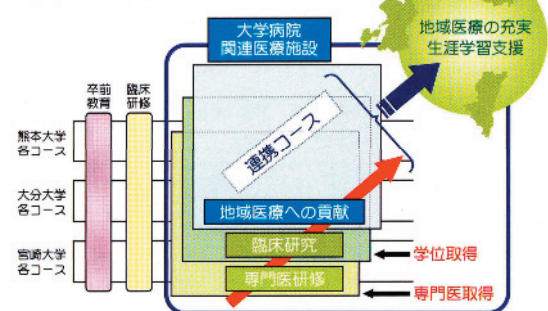 大学病院
関連医療施設
地域医療の充実
生涯学習支援
卒前
教育
臨床
研修
熊本大学
各コース
大分大学
各コース
宮崎大学
各コース
連携コース
地域医療への貢献
臨床研究
学位取得
専門医研修
専門医取得